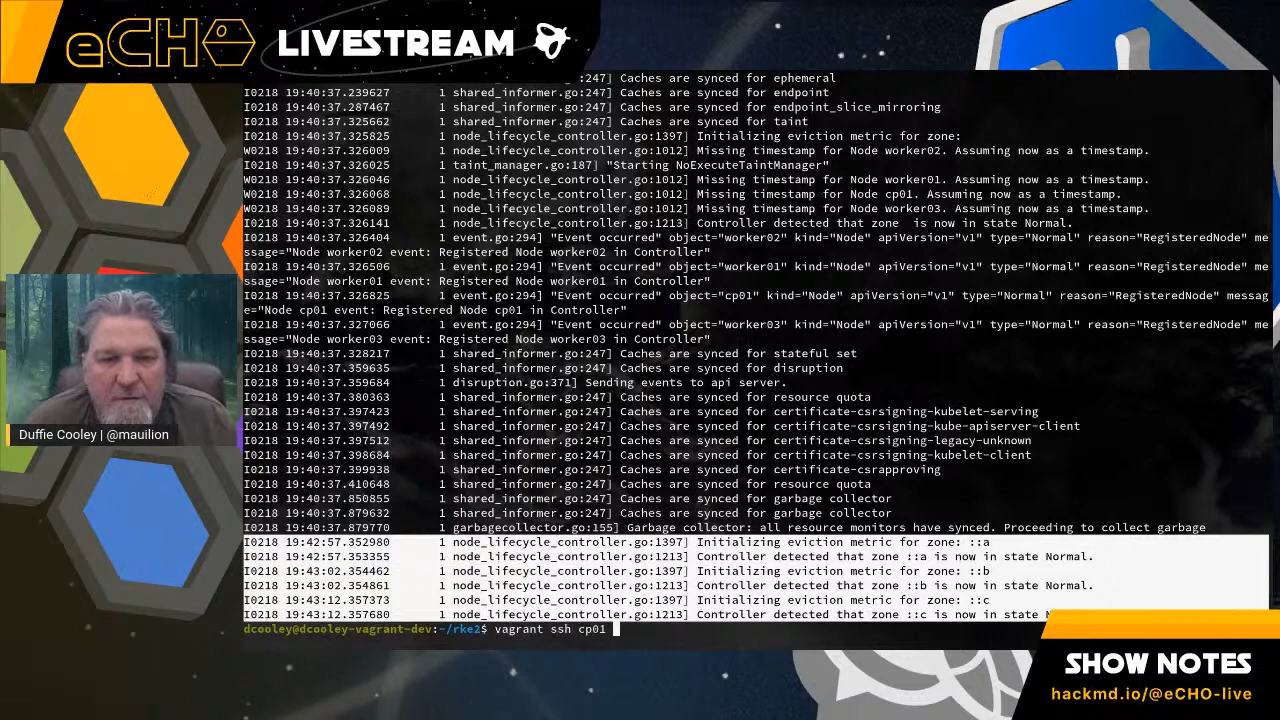 eCHO LIVESTREAM
:247] Caches are synced for ephemeral
I0218 19:40:37.239627 1 shared_informer.go:247] Caches are synced for endpoint
I0218 19:40:37.287467 1 shared_informer.go:247] Caches are synced for endpoint_slice_mirroring
I0218 19:40:37.325662 1 shared_informer.go:247] Caches are synced for taint
I0218 19:40:37.325825 1 node_lifecycle_controller.go:1397] Initializing eviction metric for zone:
W0218 19:40:37.326009 1 node_lifecycle_controller.go:1012] Missing timestamp for Node worker02. Assuming now as a timestamp.
I0218 19:40:37.326025 1 taint_manager.go:187] "Starting NoExecuteTaintManager"
W0218 19:40:37.326046 1 node_lifecycle_controller.go:1012] Missing timestamp for Node worker01. Assuming now as a timestamp.
W0218 19:40:37.326068 1 node_lifecycle_controller.go:1012] Missing timestamp for Node cp01. Assuming now as a timestamp.
W0218 19:40:37.326089 1 node_lifecycle_controller.go:1012] Missing timestamp for Node worker03. Assuming now as a timestamp.
I0218 19:40:37.326141 1 node_lifecycle_controller.go:1213] Controller detected that zone  is now in state Normal.
I0218 19:40:37.326404 1 event.go:294] "Event occurred" object="worker02" kind="Node" apiVersion="v1" type="Normal" reason="RegisteredNode" me
ssage="Node worker02 event: Registered Node worker02 in Controller"
I0218 19:40:37.326506 1 event.go:294] "Event occurred" object="worker01" kind="Node" apiVersion="v1" type="Normal" reason="RegisteredNode" me
ssage="Node worker01 event: Registered Node worker01 in Controller"
I0218 19:40:37.326825 1 event.go:294] "Event occurred" object="cp01" kind="Node" apiVersion="v1" type="Normal" reason="RegisteredNode" messag
e="Node cp01 event: Registered Node cp01 in Controller"
I0218 19:40:37.327066 1 event.go:294] "Event occurred" object="worker03" kind="Node" apiVersion="v1" type="Normal" reason="RegisteredNode" me
ssage="Node worker03 event: Registered Node worker03 in Controller"
I0218 19:40:37.328217 1 shared_informer.go:247] Caches are synced for stateful set
I0218 19:40:37.359635 1 shared_informer.go:247] Caches are synced for disruption
I0218 19:40:37.359684 1 disruption.go:371] Sending events to api server.
I0218 19:40:37.380363 1 shared_informer.go:247] Caches are synced for resource quota
I0218 19:40:37.397423 1 shared_informer.go:247] Caches are synced for certificate-csrsigning-kubelet-serving
I0218 19:40:37.397492 1 shared_informer.go:247] Caches are synced for certificate-csrsigning-kube-apiserver-client
I0218 19:40:37.397512 1 shared_informer.go:247] Caches are synced for certificate-csrsigning-legacy-unknown
I0218 19:40:37.398684 1 shared_informer.go:247] Caches are synced for certificate-csrsigning-kubelet-client
I0218 19:40:37.399938 1 shared_informer.go:247] Caches are synced for certificate-csrapproving
I0218 19:40:37.410648 1 shared_informer.go:247] Caches are synced for resource quota
I0218 19:40:37.850855 1 shared_informer.go:247] Caches are synced for garbage collector
I0218 19:40:37.879632 1 shared_informer.go:247] Caches are synced for garbage collector
I0218 19:40:37.879770 1 garbagecollector.go:155] Garbage collector: all resource monitors have synced. Proceeding to collect garbage
I0218 19:42:57.352980 1 node_lifecycle_controller.go:1397] Initializing eviction metric for zone: ::a
I0218 19:42:57.353355 1 node_lifecycle_controller.go:1213] Controller detected that zone ::a is now in state Normal.
I0218 19:43:02.354462 1 node_lifecycle_controller.go:1397] Initializing eviction metric for zone: ::b
I0218 19:43:02.354861 1 node_lifecycle_controller.go:1213] Controller detected that zone ::b is now in state Normal.
I0218 19:43:12.357373 1 node_lifecycle_controller.go:1397] Initializing eviction metric for zone: ::c
I0218 19:43:12.357680 1 node_lifecycle_controller.go:1213] Controller detected that zone ::c is now in state
dcooley@dcooley-vagrant-dev:~/rke2$ vagrant ssh cp01
Duffie Cooley | @mauilion
SHOW NOTES
hackmd.io/@eCHO-live